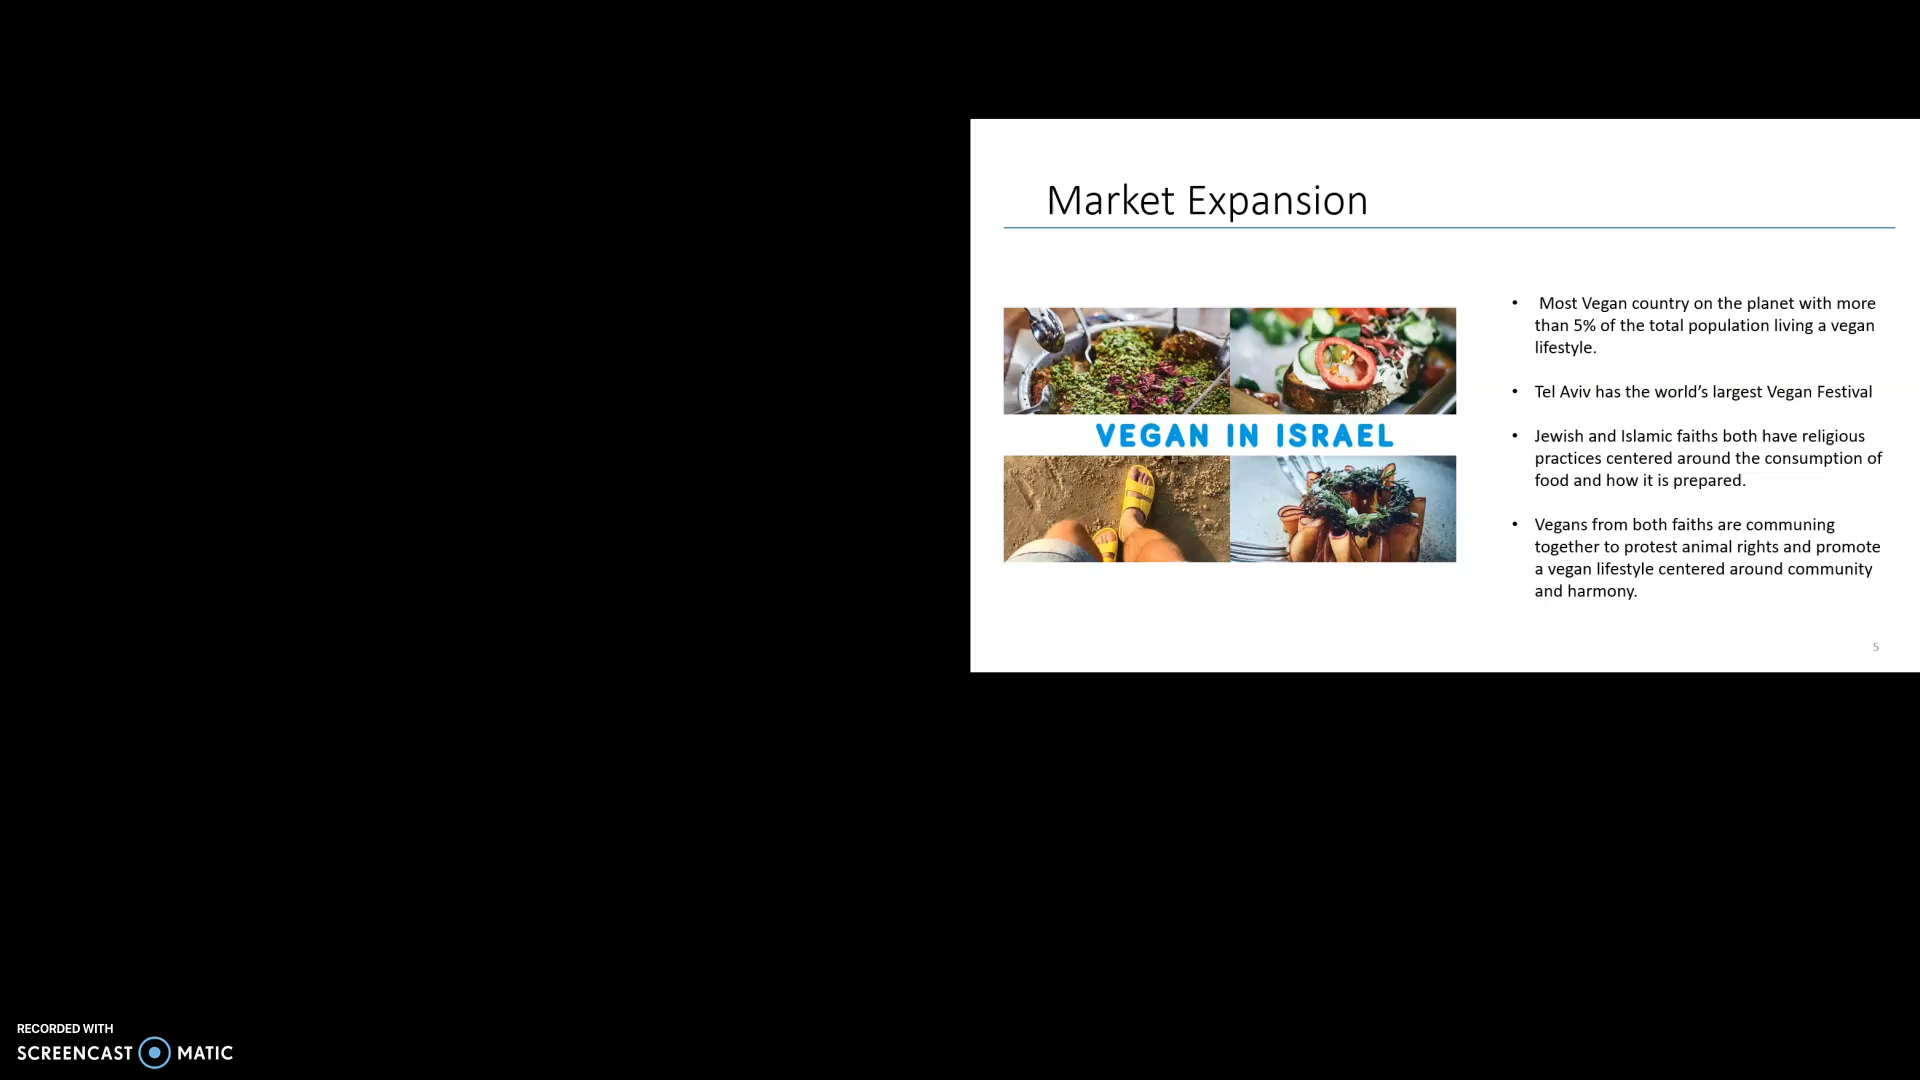 Market Expansion
VEGAN IN ISRAEL
• Most Vegan country on the planet with more
than 5% of the total population living a vegan
lifestyle.
• Tel Aviv has the world’s largest Vegan Festival
• Jewish and Islamic faiths both have religious
practices centered around the consumption of
food and how it is prepared.
• Vegans from both faiths are communing
together to protest animal rights and promote
a vegan lifestyle centered around community
and harmony.
5
RECORDED WITH
SCREENCAST MATIC